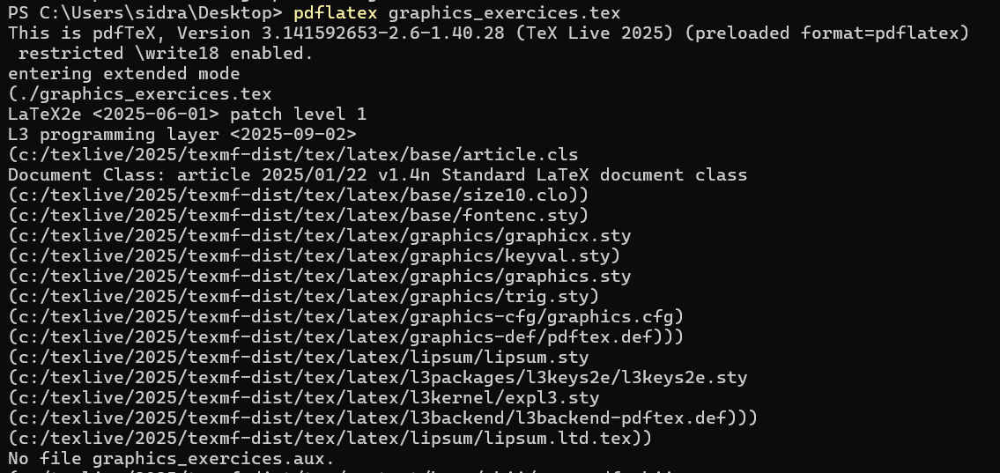 PS C:\Users\sidra\Desktop> pdflatex graphics_exercices.tex
This is pdfTeX, Version 3.141592653-2.6-1.40.28 (TeX Live 2025) (preloaded format=pdflatex)
 restricted \write18 enabled.
entering extended mode
(./graphics_exercices.tex
LaTeX2e <2025-06-01> patch level 1
L3 programming layer <2025-09-02>
(c:/texlive/2025/texmf-dist/tex/latex/base/article.cls
Document Class: article 2025/01/22 v1.4n Standard LaTeX document class
(c:/texlive/2025/texmf-dist/tex/latex/base/size10.clo))
(c:/texlive/2025/texmf-dist/tex/latex/base/fontenc.sty)
(c:/texlive/2025/texmf-dist/tex/latex/graphics/graphicx.sty
(c:/texlive/2025/texmf-dist/tex/latex/graphics/keyval.sty)
(c:/texlive/2025/texmf-dist/tex/latex/graphics/graphics.sty
(c:/texlive/2025/texmf-dist/tex/latex/graphics/trig.sty)
(c:/texlive/2025/texmf-dist/tex/latex/graphics-cfg/graphics.cfg)
(c:/texlive/2025/texmf-dist/tex/latex/graphics-def/pdftex.def)))
(c:/texlive/2025/texmf-dist/tex/latex/lipsum/lipsum.sty
(c:/texlive/2025/texmf-dist/tex/latex/l3packages/l3keys2e/l3keys2e.sty
(c:/texlive/2025/texmf-dist/tex/latex/l3kernel/expl3.sty
(c:/texlive/2025/texmf-dist/tex/latex/l3backend/l3backend-pdftex.def)))
(c:/texlive/2025/texmf-dist/tex/latex/lipsum/lipsum.ltd.tex))
No file graphics_exercices.aux.